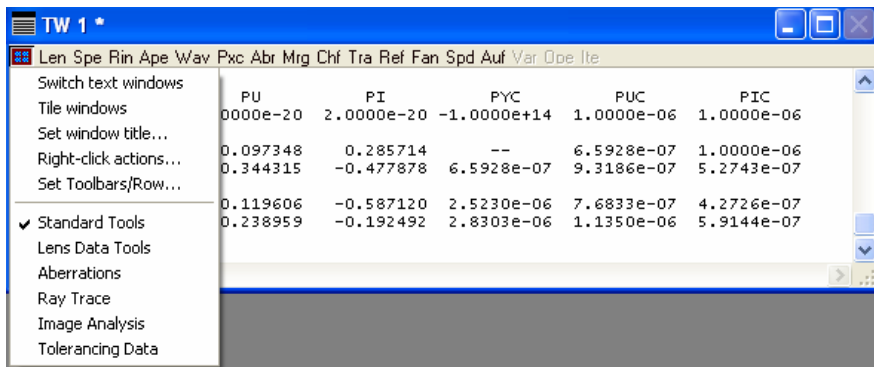 TW 1 *
Len Spe Rin Ape Wav Pxc Abr Mrg Chf Tra Ref Fan Spd Auf Var Ope Ite
Switch text windows
Tile windows
Set window title...
Right-click actions...
Set Toolbars/Row...
Standard Tools
Lens Data Tools
Aberrations
Ray Trace
Image Analysis
Tolerancing Data
PU PI PYC PUC PIC
0000e-20 2.0000e-20 -1.0000e+14 1.0000e-06 1.0000e-06
0.097348 0.285714 -- 6.5928e-07 1.0000e-06
0.344315 -0.477878 6.5928e-07 9.3186e-07 5.2743e-07
0.119606 -0.587120 2.5230e-06 7.6833e-07 4.2726e-07
0.238959 -0.192492 2.8303e-06 1.1350e-06 5.9144e-07